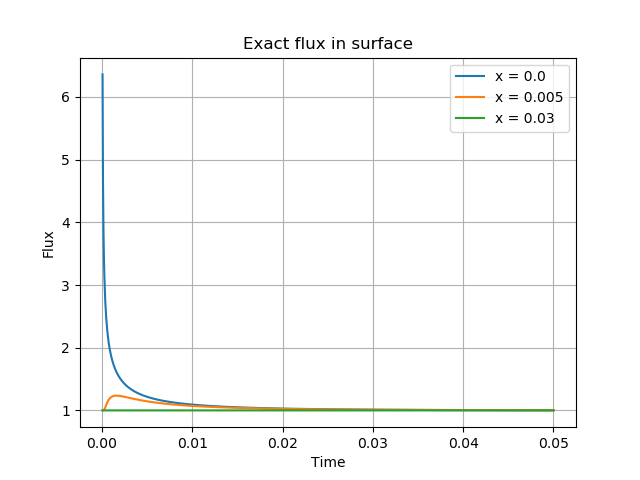 Exact flux in surface
x = 0.0
x = 0.005
x = 0.03
6
5
4
3
2
1
Flux
0.00 0.01 0.02 0.03 0.04 0.05
Time